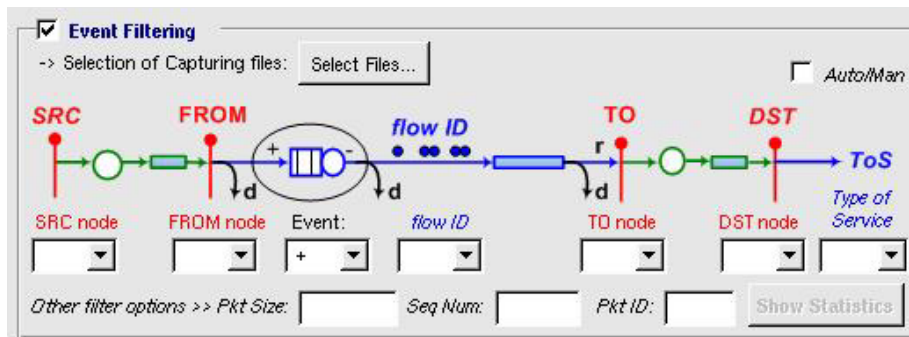 Event Filtering
-> Selection of Capturing files: Select Files...
Auto/Man
SRC FROM flow ID TO DST
+ - r ToS
d d d
Type of
SRC node FROM node Event: flow ID TO node DST node Service
+
Other filter options >> Pkt Size: Seq Num: Pkt ID: Show Statistics